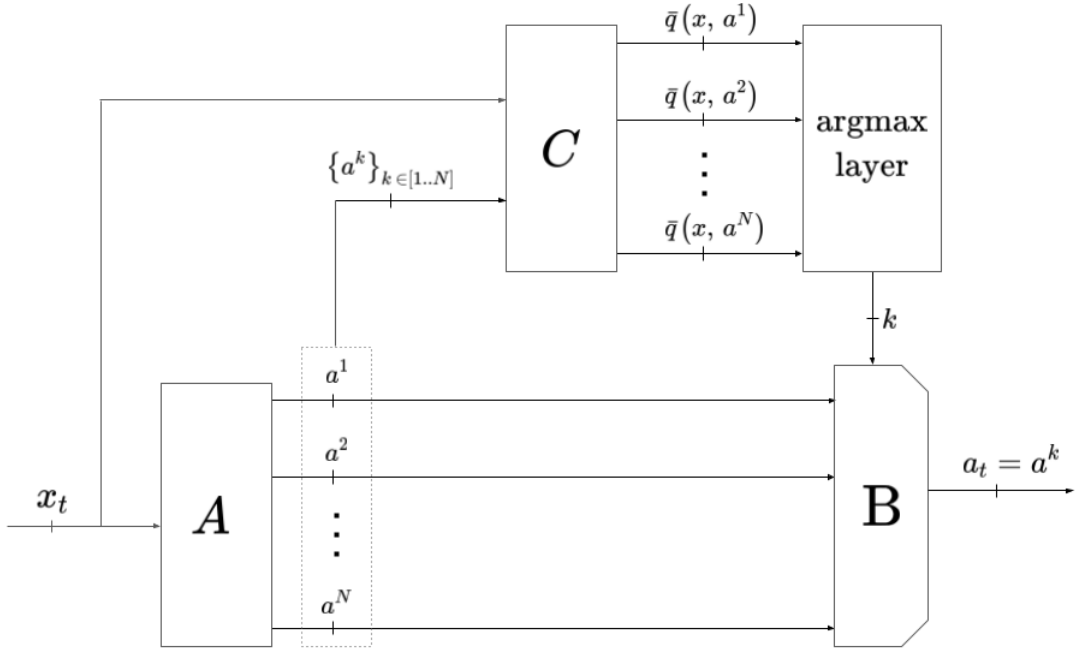 q̄(x, a¹)
q̄(x, a²)
⋮
q̄(x, aᴺ)
C
argmax
layer
{aᵏ}ₖ∈[1..N]
k
a¹
a²
⋮
aᴺ
xₜ
A
B
aₜ = aᵏ